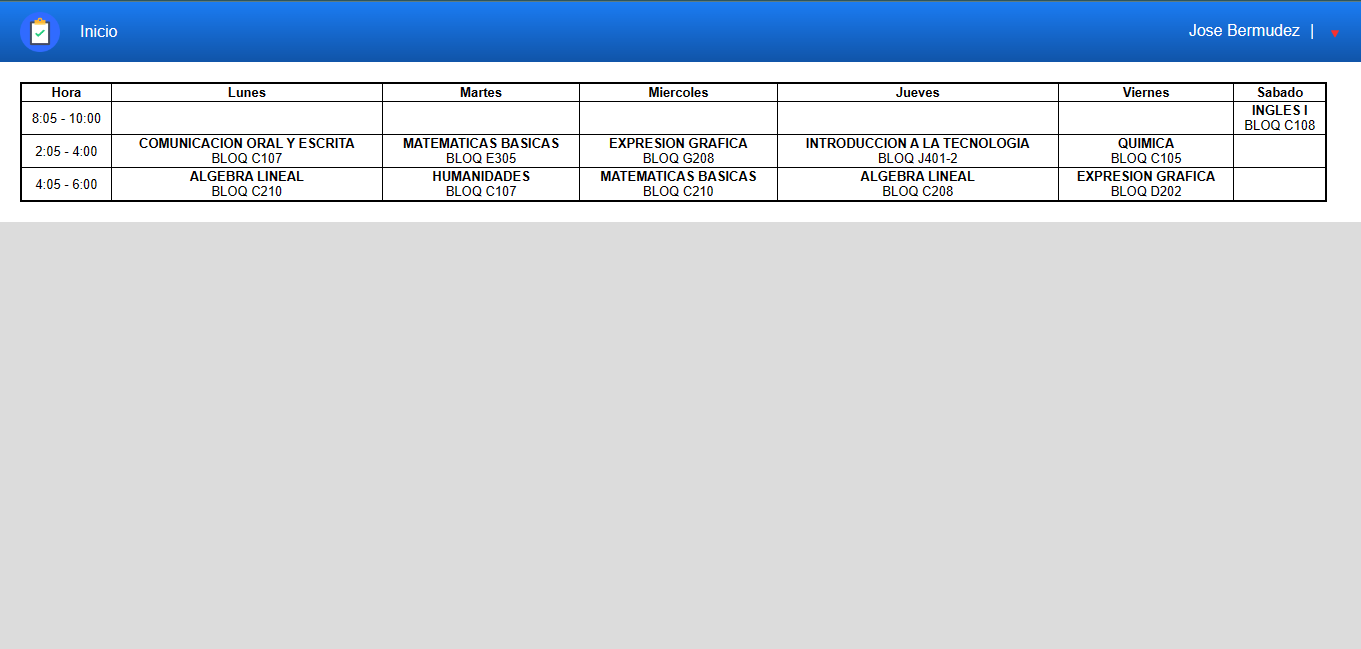 Inicio
Jose Bermudez |
Hora Lunes Martes Miercoles Jueves Viernes Sabado
8:05 - 10:00 INGLES I
BLOQ C108
2:05 - 4:00 COMUNICACION ORAL Y ESCRITA MATEMATICAS BASICAS EXPRESION GRAFICA INTRODUCCION A LA TECNOLOGIA QUIMICA
BLOQ C107 BLOQ E305 BLOQ G208 BLOQ J401-2 BLOQ C105
4:05 - 6:00 ALGEBRA LINEAL HUMANIDADES MATEMATICAS BASICAS ALGEBRA LINEAL EXPRESION GRAFICA
BLOQ C210 BLOQ C107 BLOQ C210 BLOQ C208 BLOQ D202